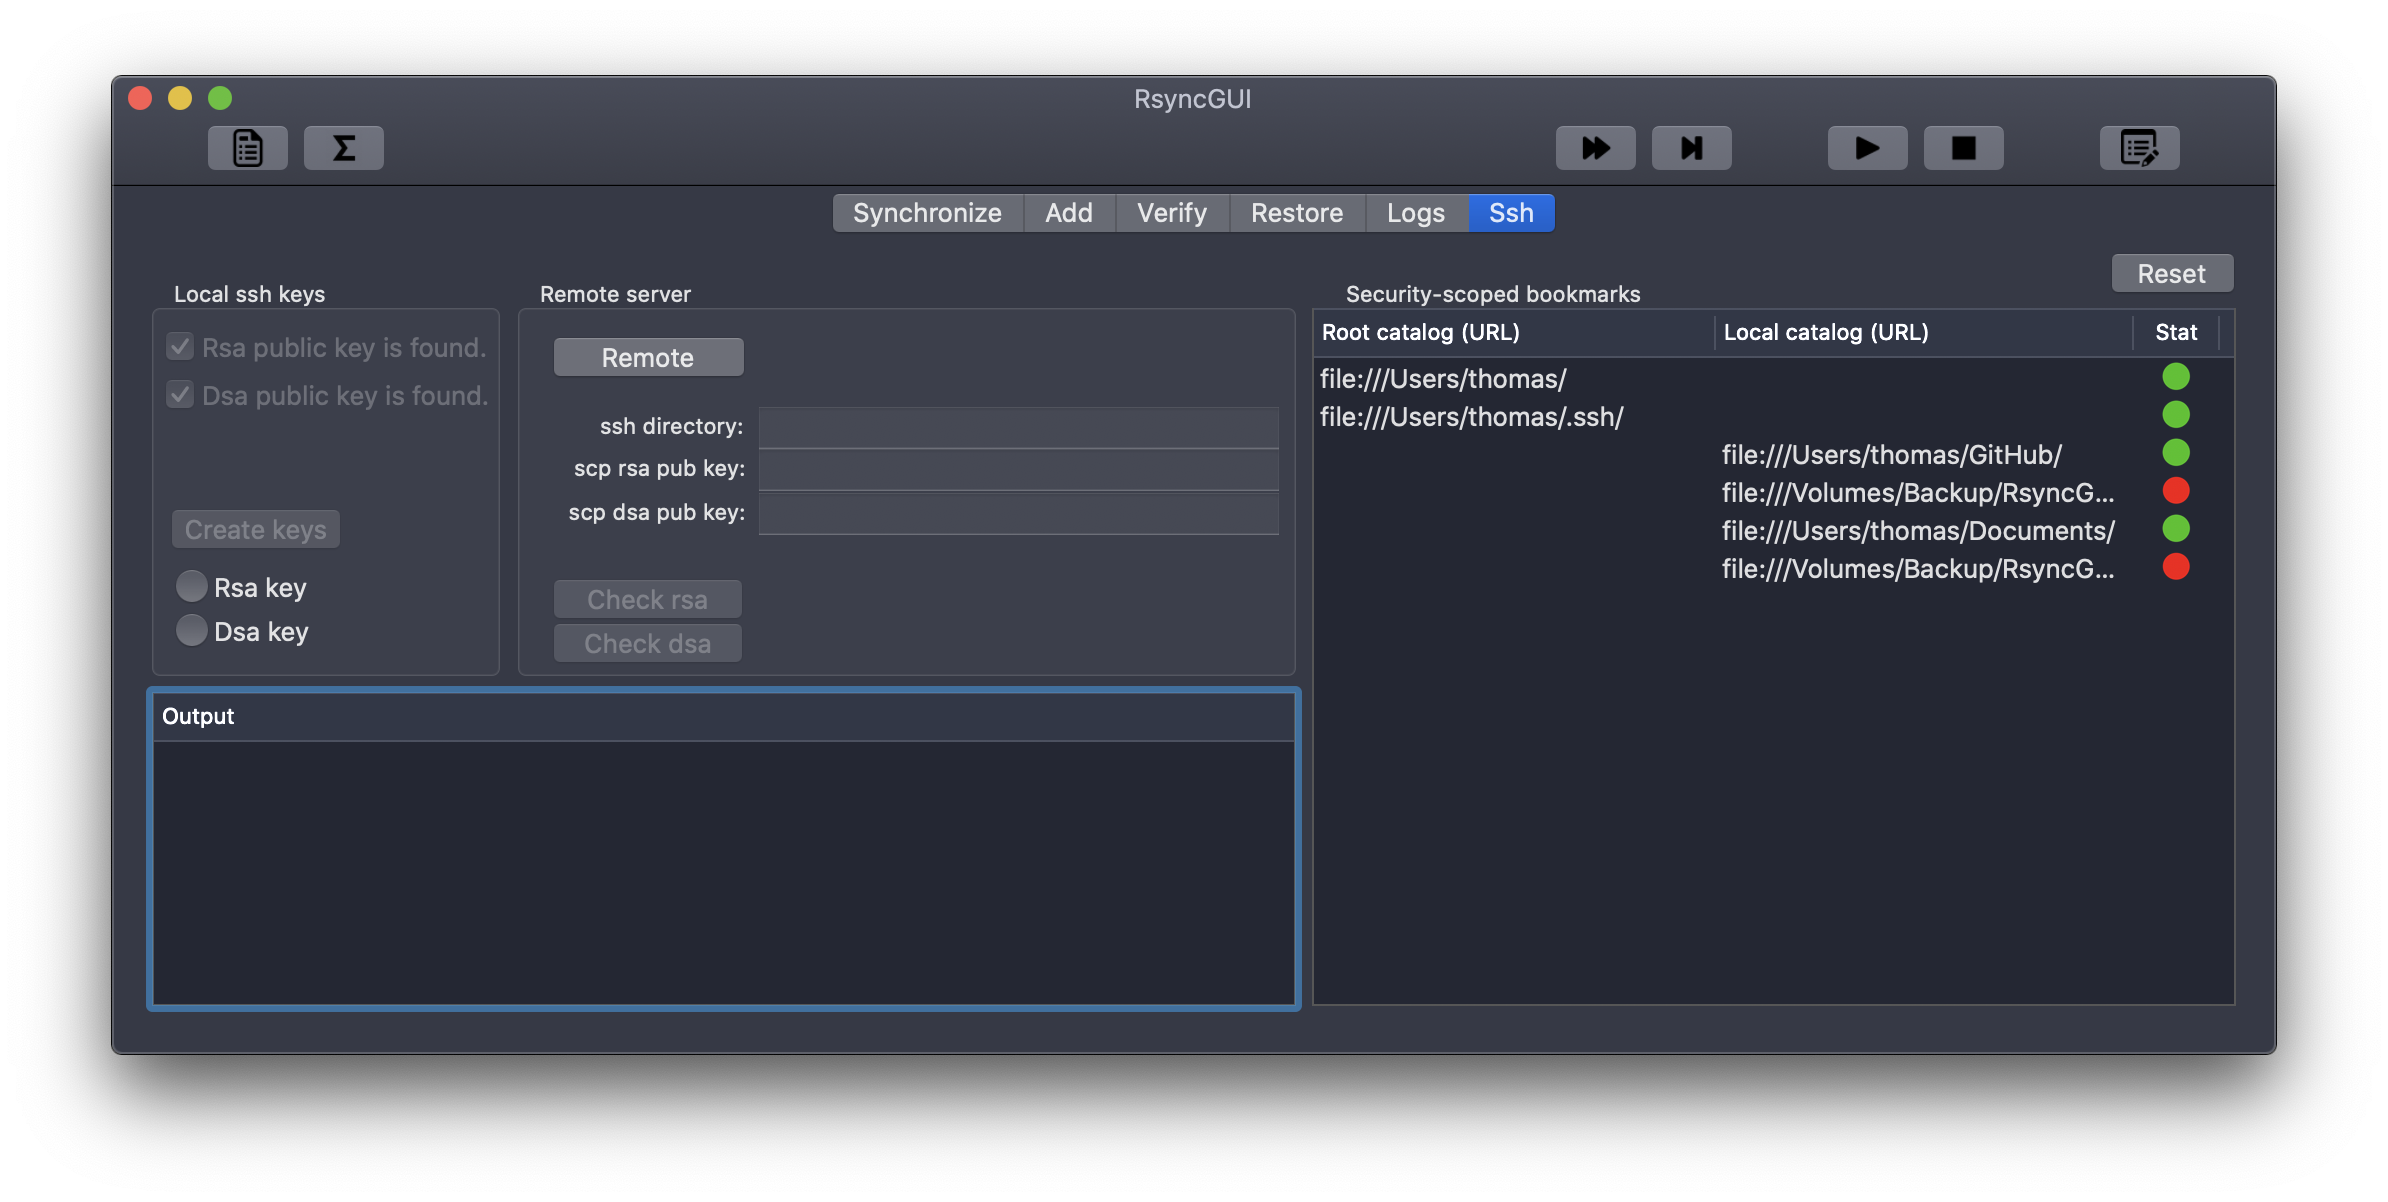 RsyncGUI
Σ
Synchronize Add Verify Restore Logs Ssh
Reset
Local ssh keys
Rsa public key is found.
Dsa public key is found.
Create keys
Rsa key
Dsa key
Remote server
Remote
ssh directory:
scp rsa pub key:
scp dsa pub key:
Check rsa
Check dsa
Output
Security-scoped bookmarks
Root catalog (URL) Local catalog (URL) Stat
file:///Users/thomas/
file:///Users/thomas/.ssh/
file:///Users/thomas/GitHub/
file:///Volumes/Backup/RsyncG...
file:///Users/thomas/Documents/
file:///Volumes/Backup/RsyncG...